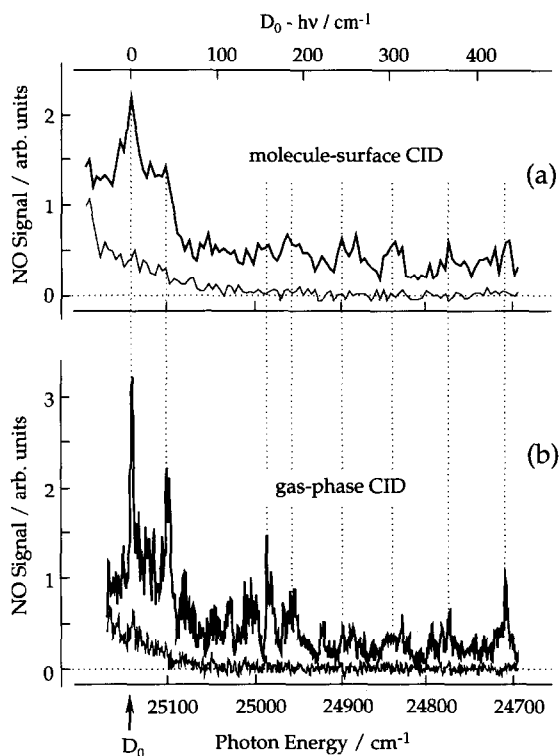 D₀ - hν / cm⁻¹
0 100 200 300 400
NO Signal / arb. units
2
1
0
molecule-surface CID
(a)
NO Signal / arb. units
3
2
1
0
gas-phase CID
(b)
25100 25000 24900 24800 24700
D₀
Photon Energy / cm⁻¹